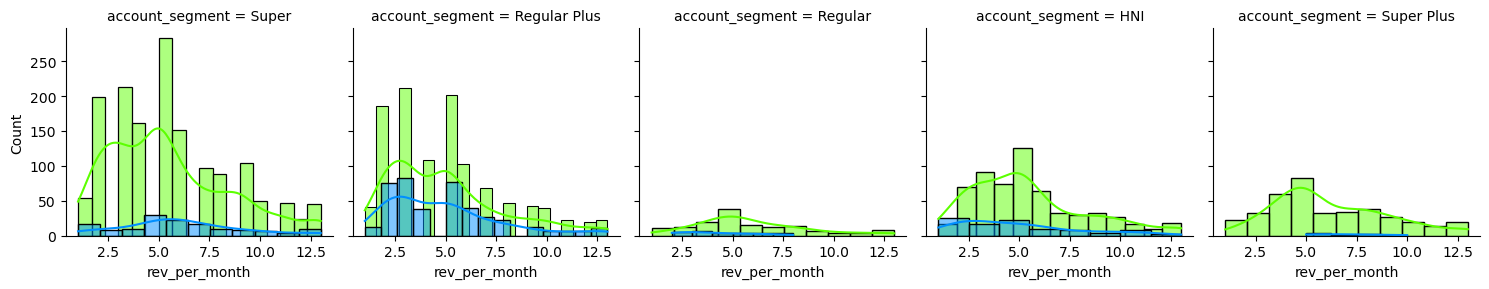 account_segment = Super
account_segment = Regular Plus
account_segment = Regular
account_segment = HNI
account_segment = Super Plus
Count
250
200
150
100
50
0
2.5 5.0 7.5 10.0 12.5
2.5 5.0 7.5 10.0 12.5
2.5 5.0 7.5 10.0 12.5
2.5 5.0 7.5 10.0 12.5
2.5 5.0 7.5 10.0 12.5
rev_per_month
rev_per_month
rev_per_month
rev_per_month
rev_per_month